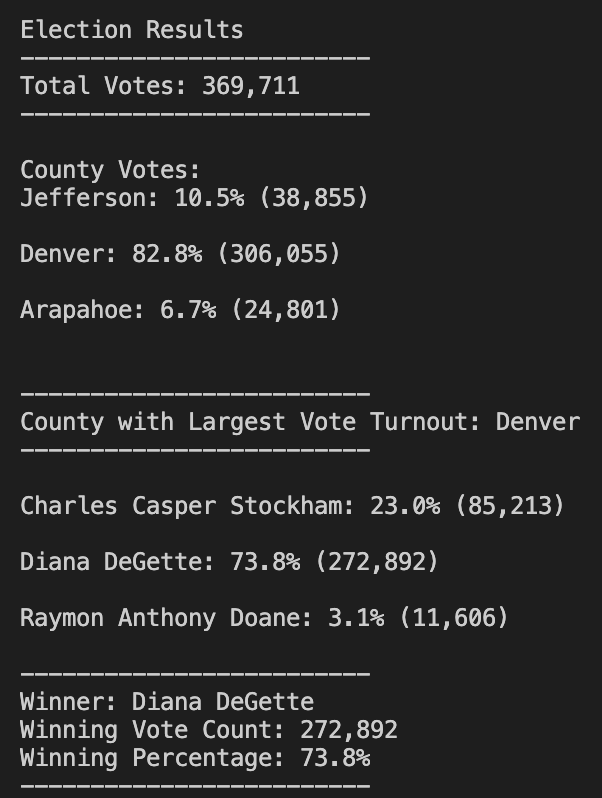 Election Results
-------------------------
Total Votes: 369,711
-------------------------
County Votes:
Jefferson: 10.5% (38,855)
Denver: 82.8% (306,055)
Arapahoe: 6.7% (24,801)
-------------------------
County with Largest Vote Turnout: Denver
-------------------------
Charles Casper Stockham: 23.0% (85,213)
Diana DeGette: 73.8% (272,892)
Raymon Anthony Doane: 3.1% (11,606)
-------------------------
Winner: Diana DeGette
Winning Vote Count: 272,892
Winning Percentage: 73.8%
-------------------------